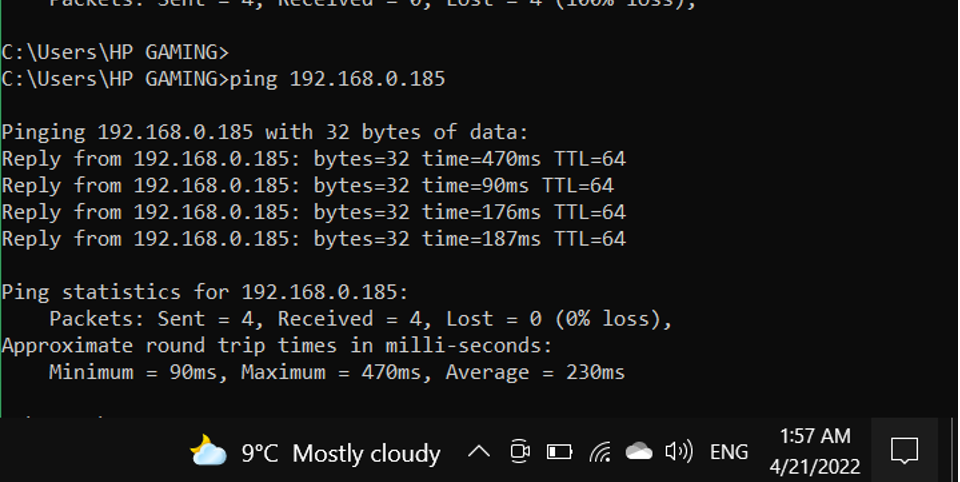 Packets: Sent = 4, Received = 0, Lost = 4 (100% loss),
C:\Users\HP GAMING>
C:\Users\HP GAMING>ping 192.168.0.185
Pinging 192.168.0.185 with 32 bytes of data:
Reply from 192.168.0.185: bytes=32 time=470ms TTL=64
Reply from 192.168.0.185: bytes=32 time=90ms TTL=64
Reply from 192.168.0.185: bytes=32 time=176ms TTL=64
Reply from 192.168.0.185: bytes=32 time=187ms TTL=64
Ping statistics for 192.168.0.185:
    Packets: Sent = 4, Received = 4, Lost = 0 (0% loss),
Approximate round trip times in milli-seconds:
    Minimum = 90ms, Maximum = 470ms, Average = 230ms
9°C Mostly cloudy ENG
1:57 AM
4/21/2022